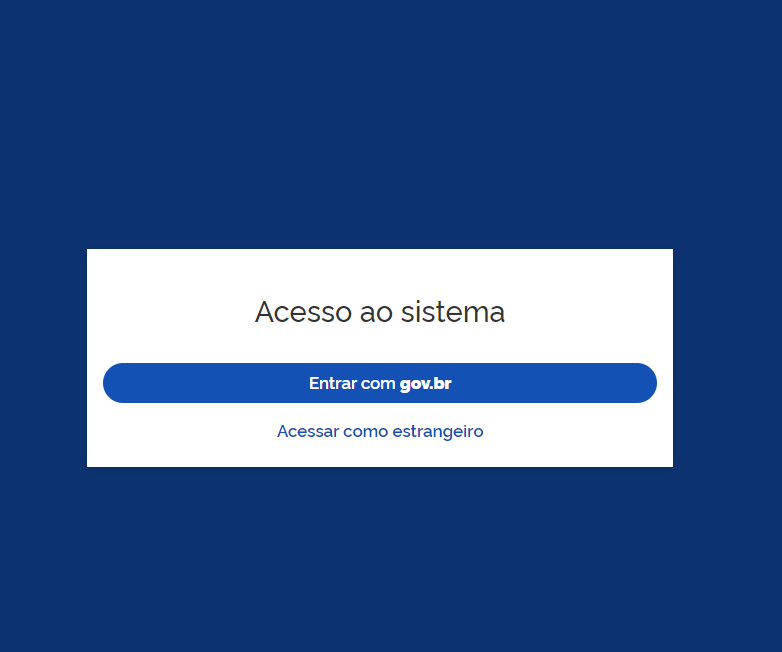 Acesso ao sistema
Entrar com gov.br
Acessar como estrangeiro